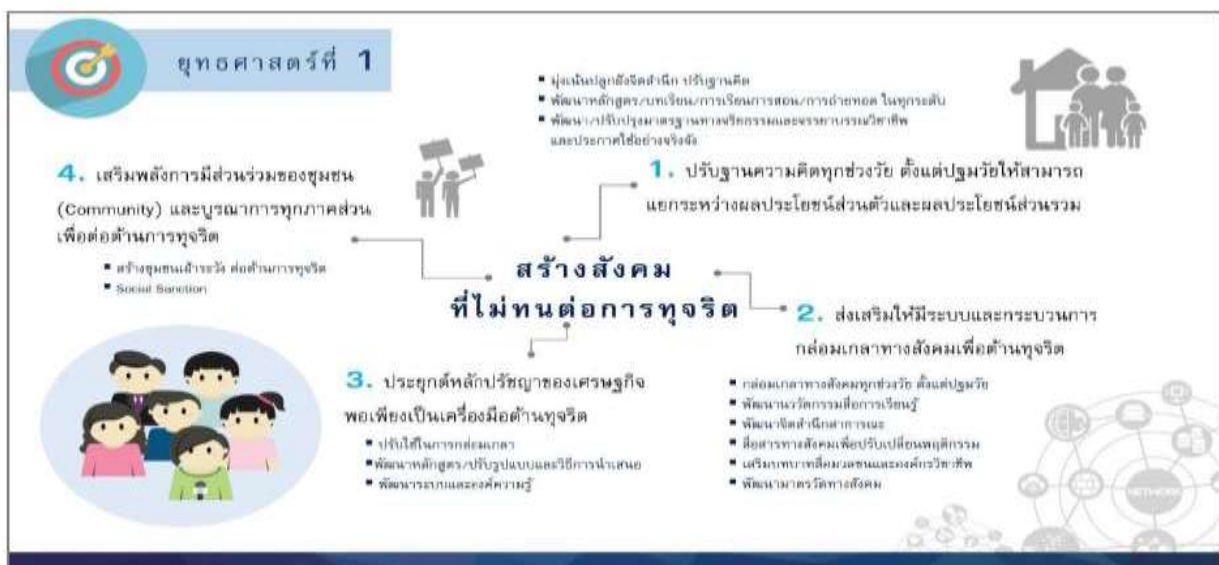 ยุทธศาสตร์ที่ 1
▪ มุ่งเน้นปลูกฝังจิตสำนึก ปรับฐานคิด
▪ พัฒนาหลักสูตร/บทเรียน/การเรียนการสอน/การถ่ายทอด ในทุกระดับ
▪ พัฒนา/ปรับปรุงมาตรฐานทางจริยธรรมและจรรยาบรรณวิชาชีพ
และประกาศใช้อย่างจริงจัง
1. ปรับฐานความคิดทุกช่วงวัย ตั้งแต่ปฐมวัยให้สามารถ
แยกระหว่างผลประโยชน์ส่วนตัวและผลประโยชน์ส่วนรวม
4. เสริมพลังการมีส่วนร่วมของชุมชน
(Community) และบูรณาการทุกภาคส่วน
เพื่อต่อต้านการทุจริต
▪ สร้างชุมชนเฝ้าระวัง ต่อต้านการทุจริต
▪ Social Sanction
สร้างสังคม
ที่ไม่ทนต่อการทุจริต
2. ส่งเสริมให้มีระบบและกระบวนการ
กล่อมเกลาทางสังคมเพื่อต้านทุจริต
▪ กล่อมเกลาทางสังคมทุกช่วงวัย ตั้งแต่ปฐมวัย
▪ พัฒนานวัตกรรมสื่อการเรียนรู้
▪ พัฒนาจิตสำนึกสาธารณะ
▪ สื่อสารทางสังคมเพื่อปรับเปลี่ยนพฤติกรรม
▪ เสริมบทบาทสื่อมวลชนและองค์กรวิชาชีพ
▪ พัฒนามาตรวัดทางสังคม
3. ประยุกต์หลักปรัชญาของเศรษฐกิจ
พอเพียงเป็นเครื่องมือต้านทุจริต
▪ ปรับใช้ในการกล่อมเกลา
▪ พัฒนาหลักสูตร/ปรับรูปแบบและวิธีการนำเสนอ
▪ พัฒนาระบบและองค์ความรู้
NETWORK